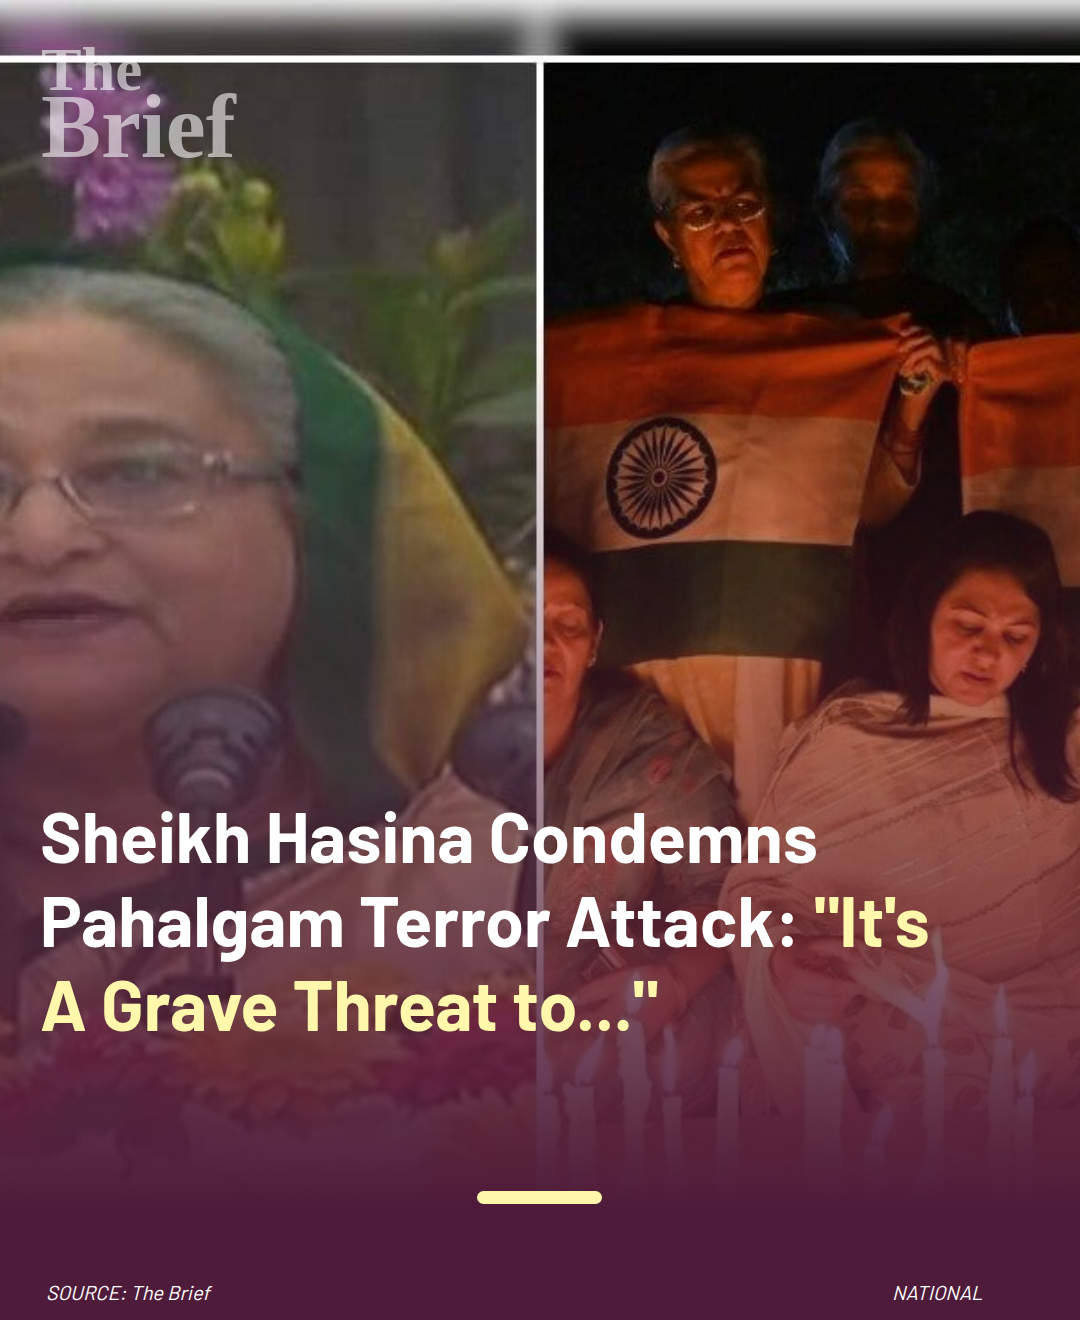 The
Brief
Sheikh Hasina Condemns
Pahalgam Terror Attack: "It's
A Grave Threat to..."
SOURCE: The Brief
NATIONAL